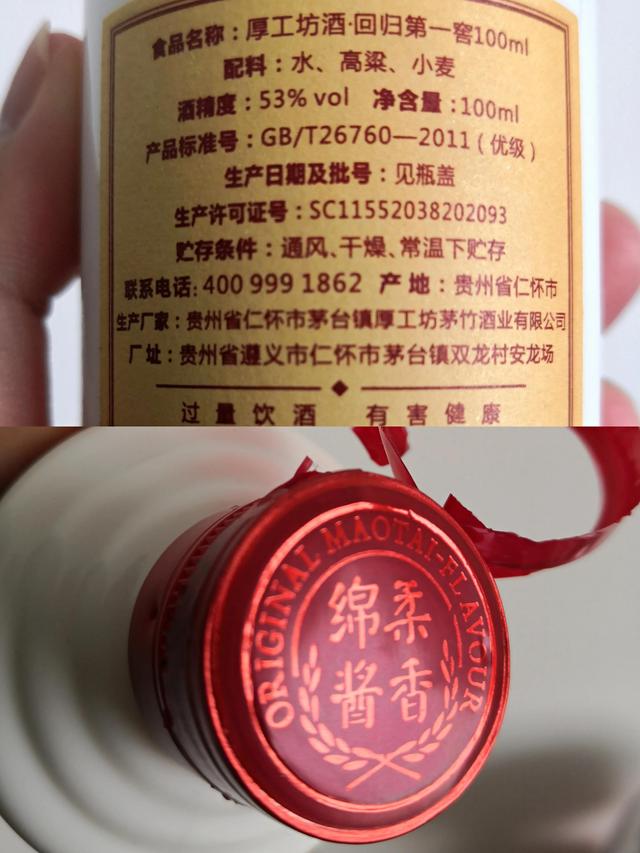 食品名称：厚工坊酒·回归第一窖100ml
配料：水、高粱、小麦
酒精度：53% vol 净含量：100ml
产品标准号：GB/T26760—2011（优级）
生产日期及批号：见瓶盖
生产许可证号：SC11552038202093
贮存条件：通风、干燥、常温下贮存
联系电话：400 999 1862 产 地：贵州省仁怀市
生产厂家：贵州省仁怀市茅台镇厚工坊茅竹酒业有限公司
厂址：贵州省遵义市仁怀市茅台镇双龙村安龙场
过量饮酒 有害健康
ORIGINAL MAOTAI-FLAVOUR
绵柔
酱香